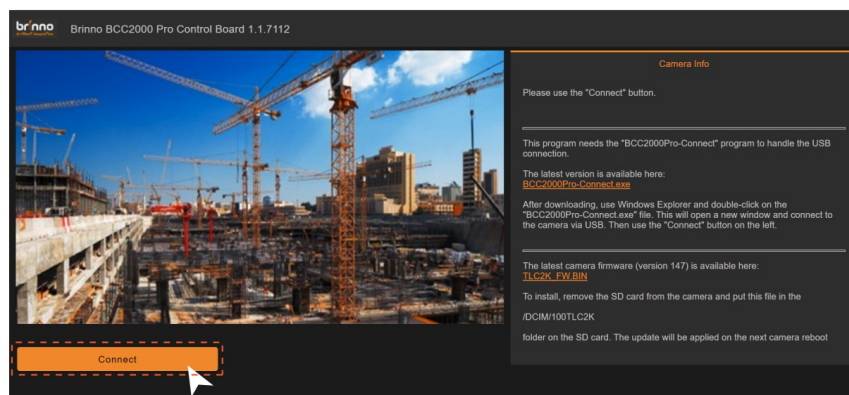 brinno
Brinno BCC2000 Pro Control Board 1.1.7112
Camera Info
Please use the "Connect" button.
This program needs the "BCC2000Pro-Connect" program to handle the USB
connection.
The latest version is available here:
BCC2000Pro-Connect.exe
After downloading, use Windows Explorer and double-click on the
"BCC2000Pro-Connect.exe" file. This will open a new window and connect to
the camera via USB. Then use the "Connect" button on the left.
The latest camera firmware (version 147) is available here:
TLC2K_FW.BIN
To install, remove the SD card from the camera and put this file in the
/DCIM/100TLC2K
folder on the SD card. The update will be applied on the next camera reboot
Connect